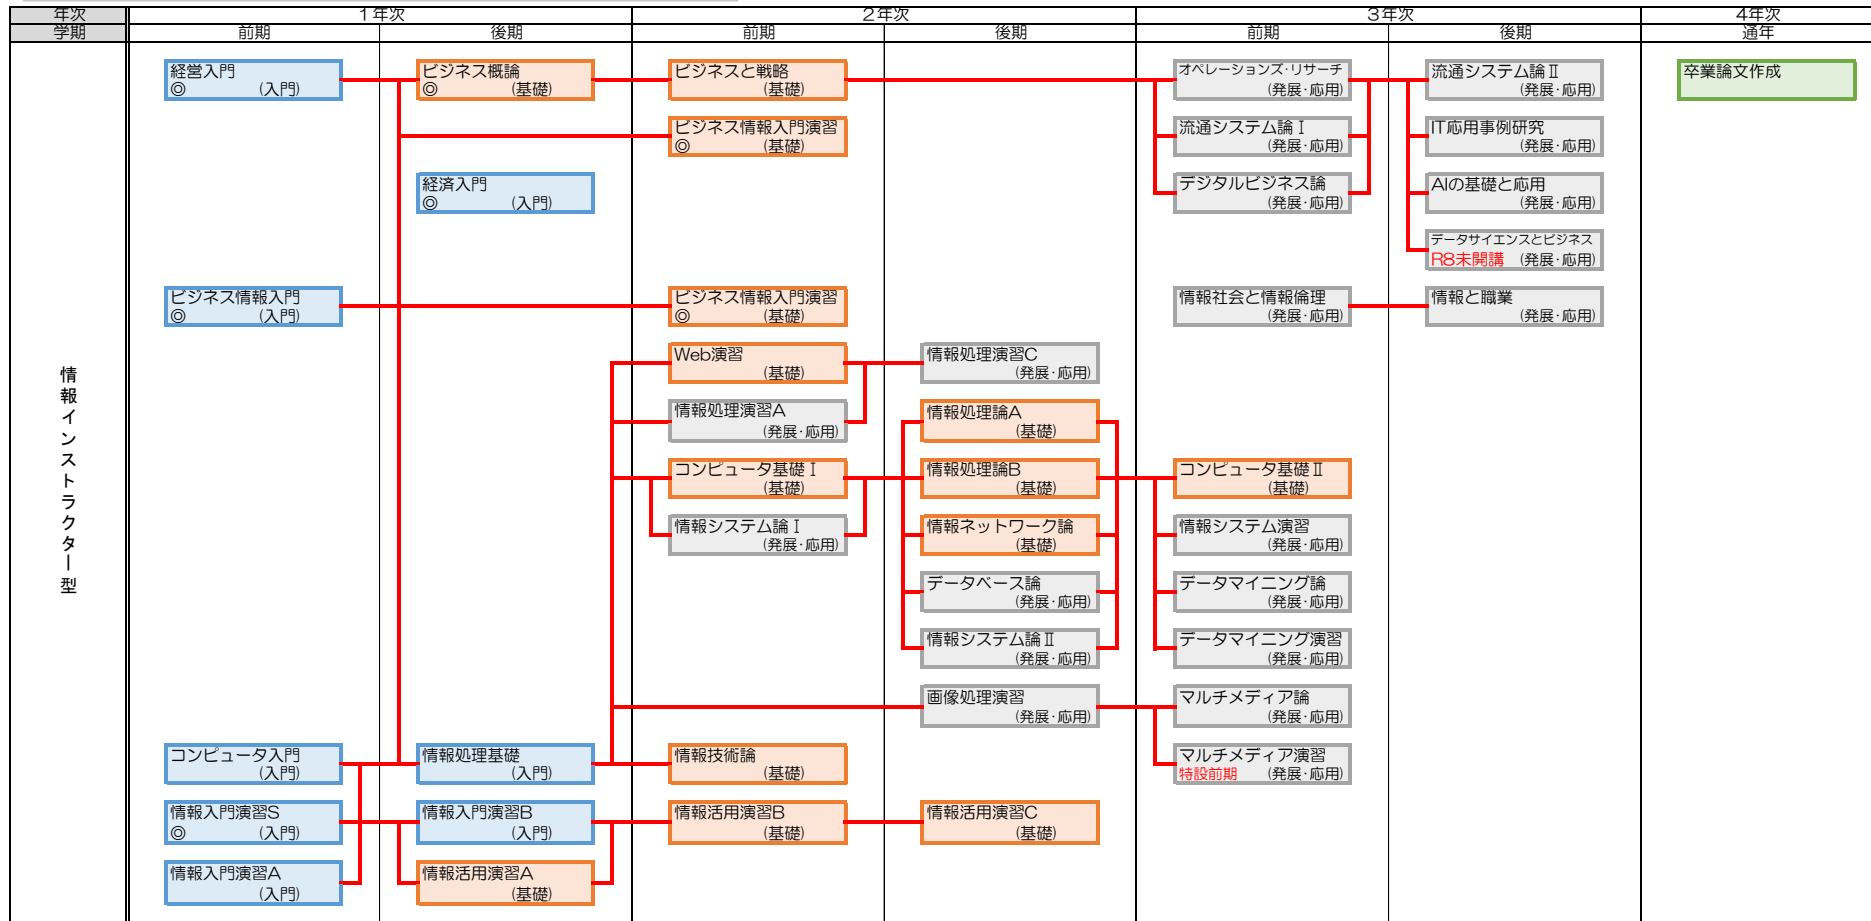 年次 1年次 2年次 3年次 4年次
学期 前期 後期 前期 後期 前期 後期 通年
情報インストラクター型
経営入門
◎ (入門)
ビジネス概論
◎ (基礎)
ビジネスと戦略
(基礎)
オペレーションズ・リサーチ
(発展・応用)
流通システム論Ⅱ
(発展・応用)
卒業論文作成
ビジネス情報入門演習
◎ (基礎)
流通システム論Ⅰ
(発展・応用)
IT応用事例研究
(発展・応用)
経済入門
◎ (入門)
デジタルビジネス論
(発展・応用)
AIの基礎と応用
(発展・応用)
データサイエンスとビジネス
R8未開講 (発展・応用)
ビジネス情報入門
◎ (入門)
ビジネス情報入門演習
◎ (基礎)
情報社会と情報倫理
(発展・応用)
情報と職業
(発展・応用)
Web演習
(基礎)
情報処理演習C
(発展・応用)
情報処理演習A
(発展・応用)
情報処理論A
(基礎)
コンピュータ基礎Ⅰ
(基礎)
情報処理論B
(基礎)
コンピュータ基礎Ⅱ
(基礎)
情報システム論Ⅰ
(発展・応用)
情報ネットワーク論
(基礎)
情報システム演習
(発展・応用)
データベース論
(発展・応用)
データマイニング論
(発展・応用)
情報システム論Ⅱ
(発展・応用)
データマイニング演習
(発展・応用)
画像処理演習
(発展・応用)
マルチメディア論
(発展・応用)
コンピュータ入門
(入門)
情報処理基礎
(入門)
情報技術論
(基礎)
マルチメディア演習
特設前期 (発展・応用)
情報入門演習S
◎ (入門)
情報入門演習B
(入門)
情報活用演習B
(基礎)
情報活用演習C
(基礎)
情報入門演習A
(入門)
情報活用演習A
(基礎)